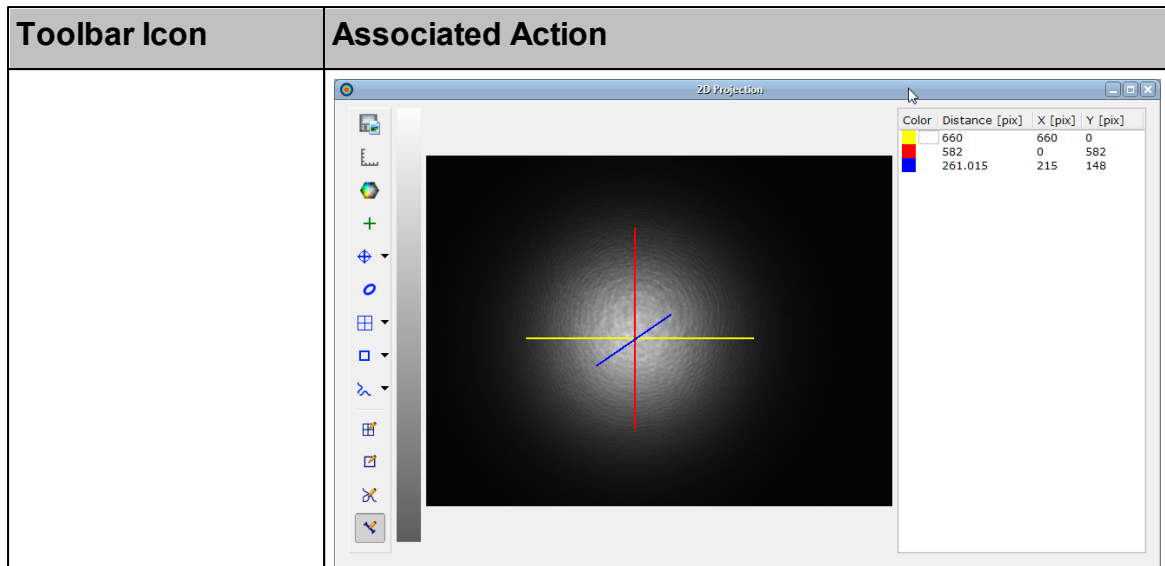 Toolbar Icon Associated Action
2D Projection
Color Distance [pix] X [pix] Y [pix]
660 660 0
582 0 582
261.015 215 148